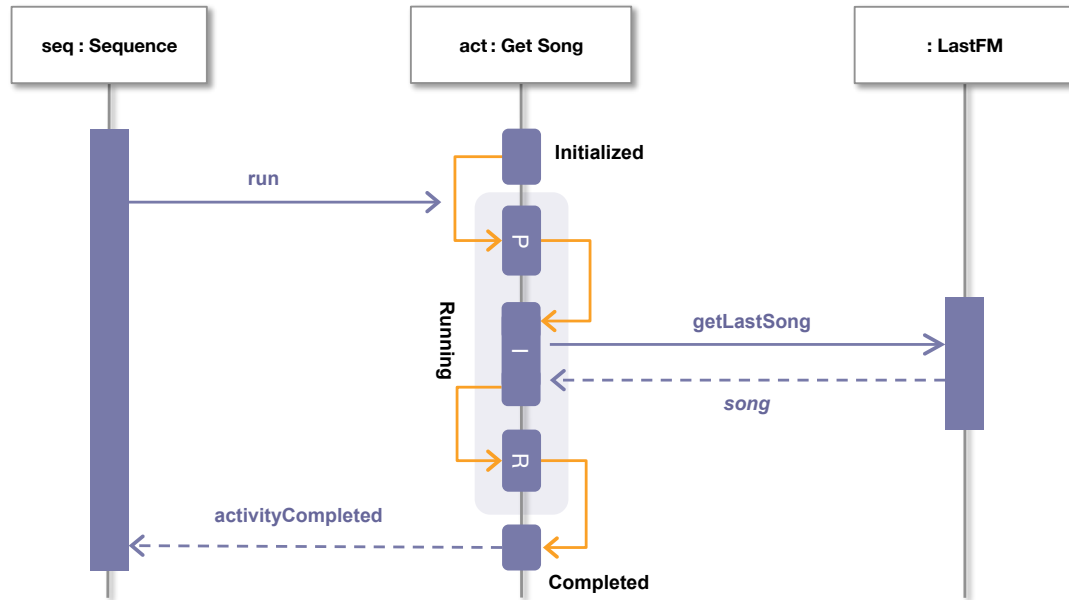 seq : Sequence
act : Get Song
: LastFM
Initialized
run
P
Running
I
getLastSong
song
R
activityCompleted
Completed